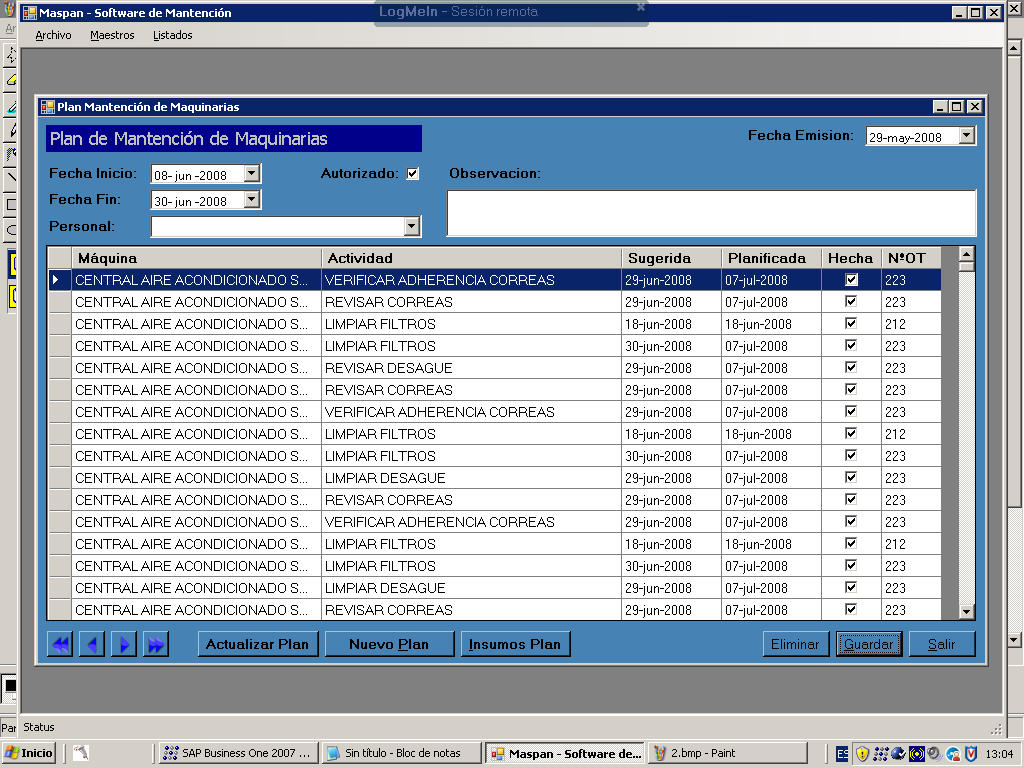 Maspan - Software de Mantención
LogMeIn - Sesión remota
Archivo Maestros Listados
Plan Mantención de Maquinarias
Plan de Mantención de Maquinarias
Fecha Emision: 29-may-2008
Fecha Inicio: 08-jun-2008 Autorizado: Observacion:
Fecha Fin: 30-jun-2008
Personal:
Máquina Actividad Sugerida Planificada Hecha NºOT
CENTRAL AIRE ACONDICIONADO S... VERIFICAR ADHERENCIA CORREAS 29-jun-2008 07-jul-2008 223
CENTRAL AIRE ACONDICIONADO S... REVISAR CORREAS 29-jun-2008 07-jul-2008 223
CENTRAL AIRE ACONDICIONADO S... LIMPIAR FILTROS 18-jun-2008 18-jun-2008 212
CENTRAL AIRE ACONDICIONADO S... LIMPIAR FILTROS 30-jun-2008 07-jul-2008 223
CENTRAL AIRE ACONDICIONADO S... REVISAR DESAGUE 29-jun-2008 07-jul-2008 223
CENTRAL AIRE ACONDICIONADO S... REVISAR CORREAS 29-jun-2008 07-jul-2008 223
CENTRAL AIRE ACONDICIONADO S... VERIFICAR ADHERENCIA CORREAS 29-jun-2008 07-jul-2008 223
CENTRAL AIRE ACONDICIONADO S... LIMPIAR FILTROS 18-jun-2008 18-jun-2008 212
CENTRAL AIRE ACONDICIONADO S... LIMPIAR FILTROS 30-jun-2008 07-jul-2008 223
CENTRAL AIRE ACONDICIONADO S... LIMPIAR DESAGUE 29-jun-2008 07-jul-2008 223
CENTRAL AIRE ACONDICIONADO S... REVISAR CORREAS 29-jun-2008 07-jul-2008 223
CENTRAL AIRE ACONDICIONADO S... VERIFICAR ADHERENCIA CORREAS 29-jun-2008 07-jul-2008 223
CENTRAL AIRE ACONDICIONADO S... LIMPIAR FILTROS 18-jun-2008 18-jun-2008 212
CENTRAL AIRE ACONDICIONADO S... LIMPIAR FILTROS 30-jun-2008 07-jul-2008 223
CENTRAL AIRE ACONDICIONADO S... LIMPIAR DESAGUE 29-jun-2008 07-jul-2008 223
CENTRAL AIRE ACONDICIONADO S... REVISAR CORREAS 29-jun-2008 07-jul-2008 223
Actualizar Plan Nuevo Plan Insumos Plan Eliminar Guardar Salir
Par Status
Inicio SAP Business One 2007 ... Sin título - Bloc de notas Maspan - Software de... 2.bmp - Paint ES 13:04